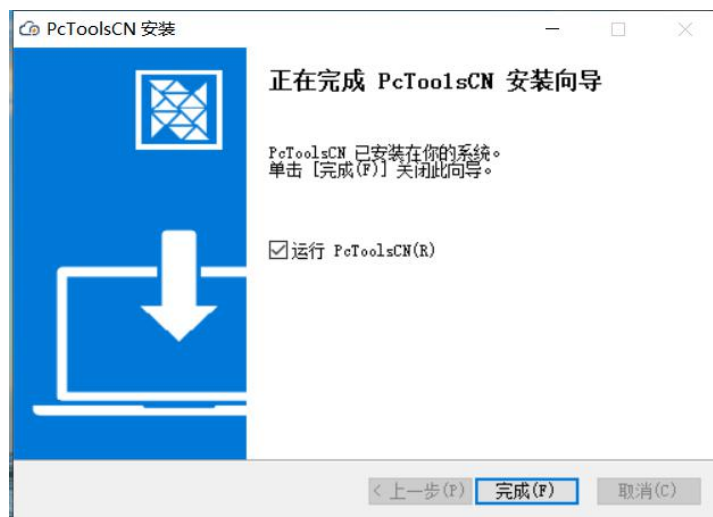 PcToolsCN 安装
正在完成 PcToolsCN 安装向导
PcToolsCN 已安装在你的系统。
单击 [完成(F)] 关闭此向导。
运行 PcToolsCN(R)
< 上一步(P)
完成(F)
取消(C)